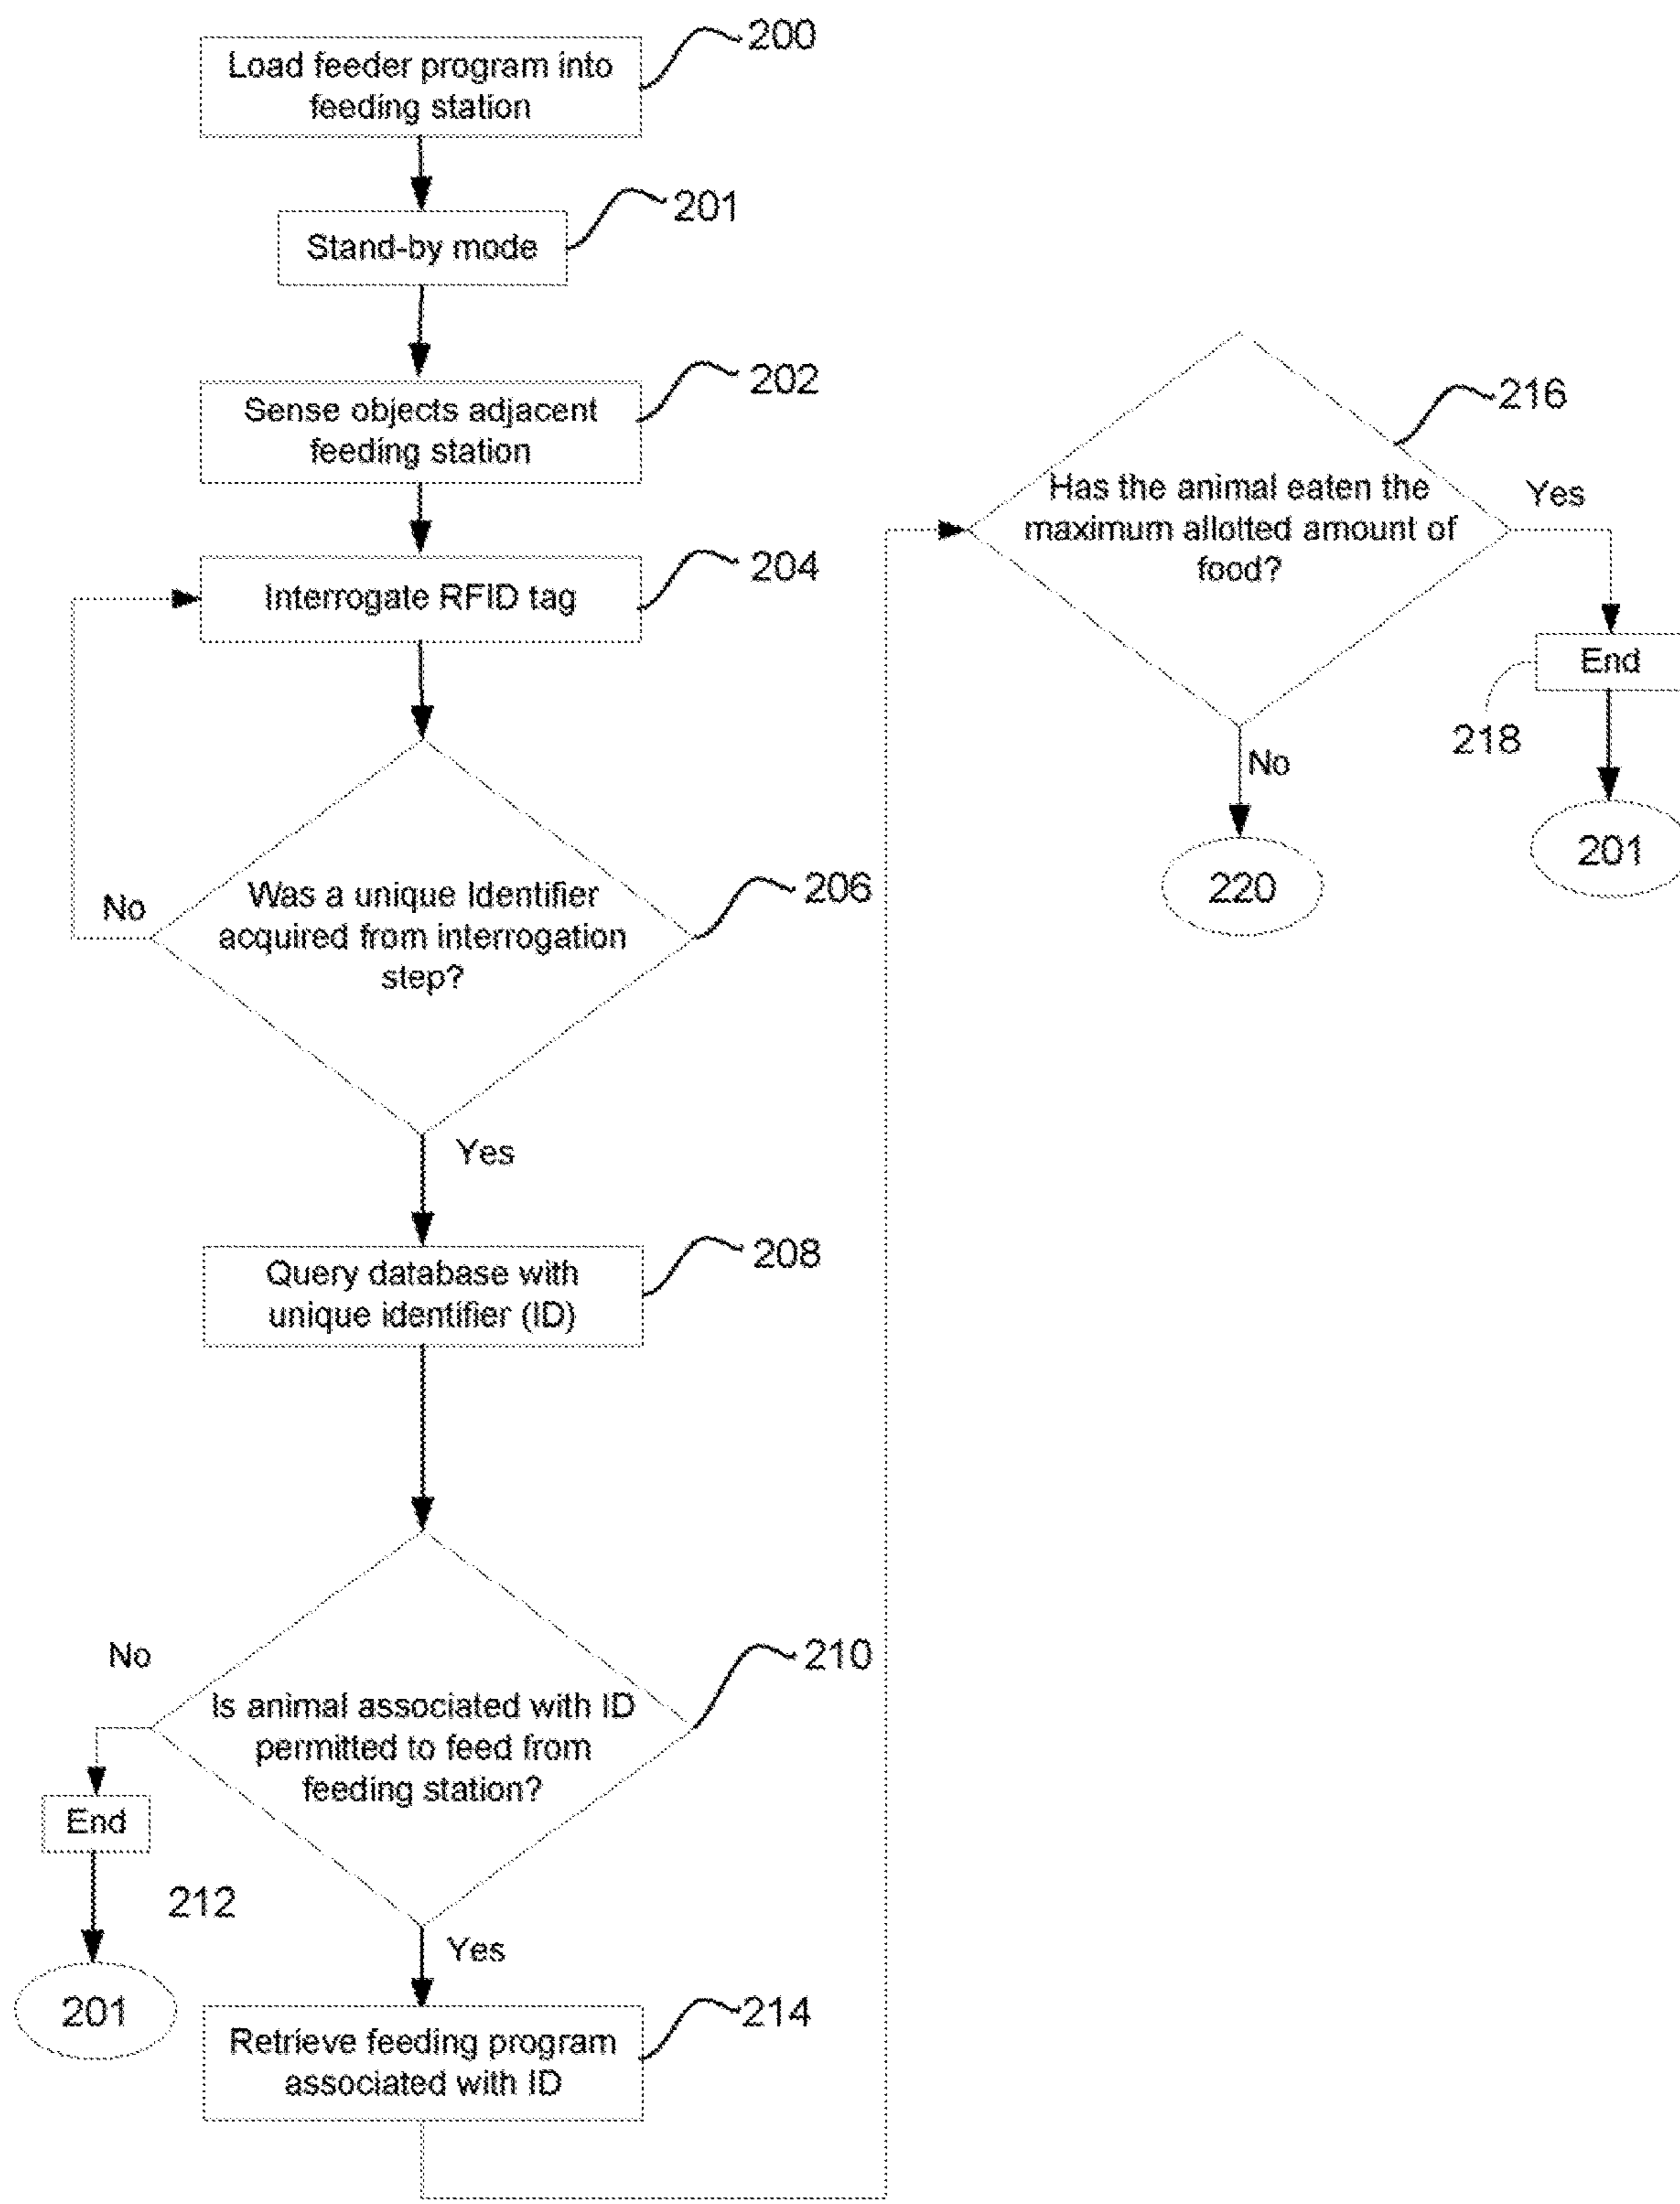 200
Load feeder program into
feeding station
201
Stand-by mode
202
Sense objects adjacent
feeding station
204
Interrogate RFID tag
206
Was a unique Identifier
acquired from interrogation
step?
No
Yes
208
Query database with
unique identifier (ID)
210
No
Is animal associated with ID
permitted to feed from
feeding station?
End
212
201
Yes
214
Retrieve feeding program
associated with ID
216
Has the animal eaten the
maximum allotted amount of
food?
Yes
End
218
201
No
220